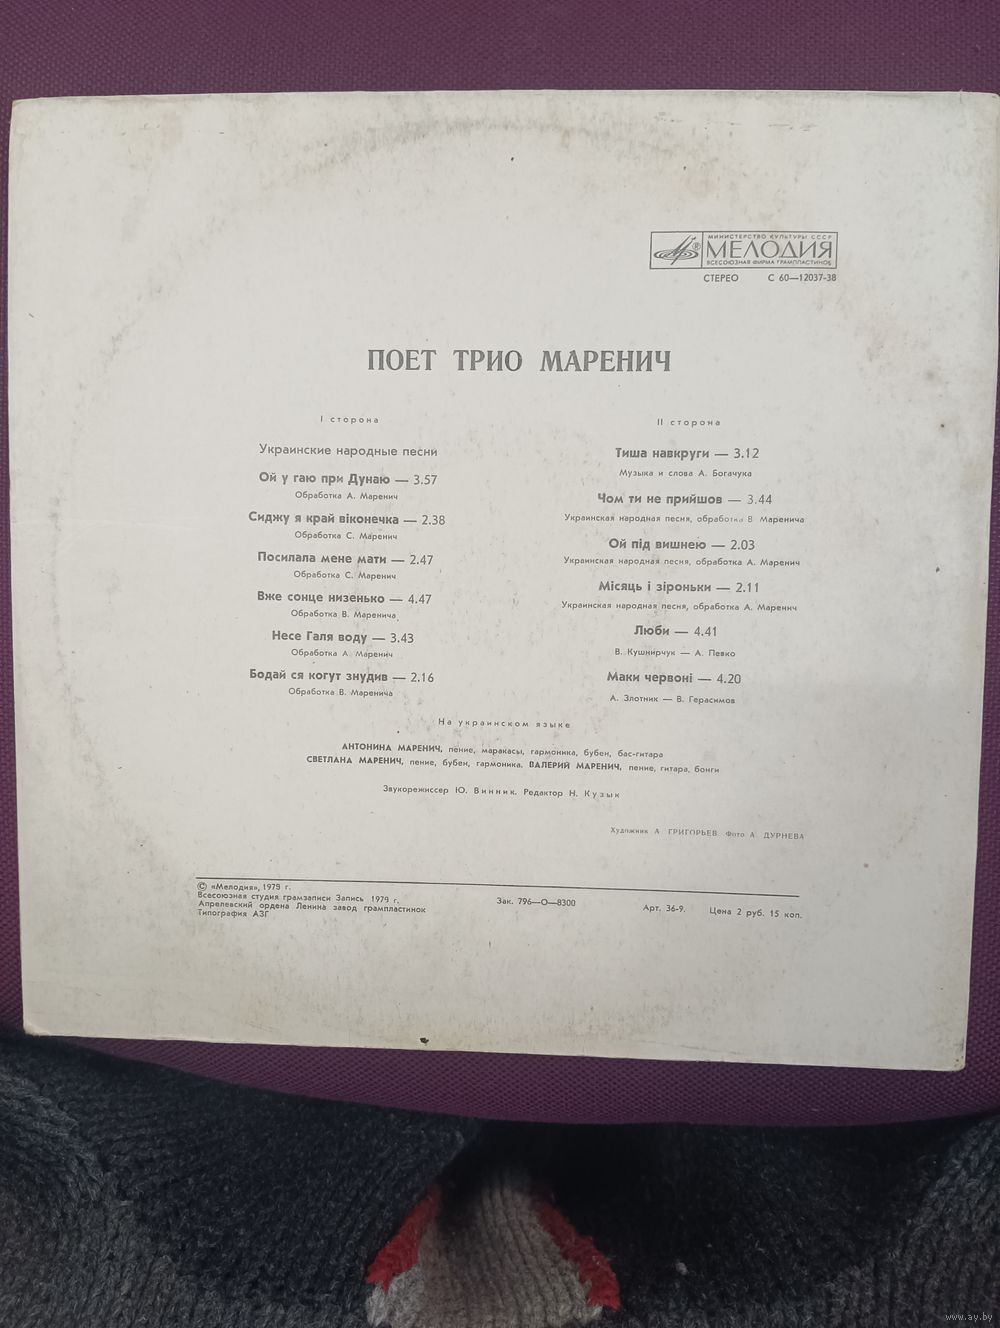 МИНИСТЕРСТВО КУЛЬТУРЫ СССР
МЕЛОДИЯ
ВСЕСОЮЗНАЯ ФИРМА ГРАМПЛАСТИНОК
СТЕРЕО С 60—12037-38
ПОЕТ ТРИО МАРЕНИЧ
I сторона
Украинские народные песни
Ой у гаю при Дунаю — 3.57
Обработка А. Маренич
Сиджу я край віконечка — 2.38
Обработка С. Маренич
Посилала мене мати — 2.47
Обработка С. Маренич
Вже сонце низенько — 4.47
Обработка В. Маренича
Несе Галя воду — 3.43
Обработка А. Маренич
Бодай ся когут знудив — 2.16
Обработка В. Маренича
II сторона
Тиша навкруги — 3.12
Музыка и слова А. Богачука
Чом ти не прийшов — 3.44
Украинская народная песня, обработка В Маренича
Ой під вишнею — 2.03
Украинская народная песня, обработка А. Маренич
Місяць і зіроньки — 2.11
Украинская народная песня, обработка А. Маренич
Люби — 4.41
В. Кушнирчук — А. Певко
Маки червоні — 4.20
А. Злотник — В. Герасимов
На украинском языке
АНТОНИНА МАРЕНИЧ, пение, маракасы, гармоника, бубен, бас-гитара
СВЕТЛАНА МАРЕНИЧ, пение, бубен, гармоника. ВАЛЕРИЙ МАРЕНИЧ, пение, гитара, бонги
Звукорежиссер Ю. Винник. Редактор Н. Кузык
Художник А. ГРИГОРЬЕВ Фото А. ДУРНЕВА
© «Мелодия», 1979 г.
Всесоюзная студия грамзаписи Запись 1979 г.
Апрелевский ордена Ленина завод грампластинок
Типография АЗГ
Зак. 796—О—8300
Арт. 36-9. Цена 2 руб. 15 коп.
www.ay.by